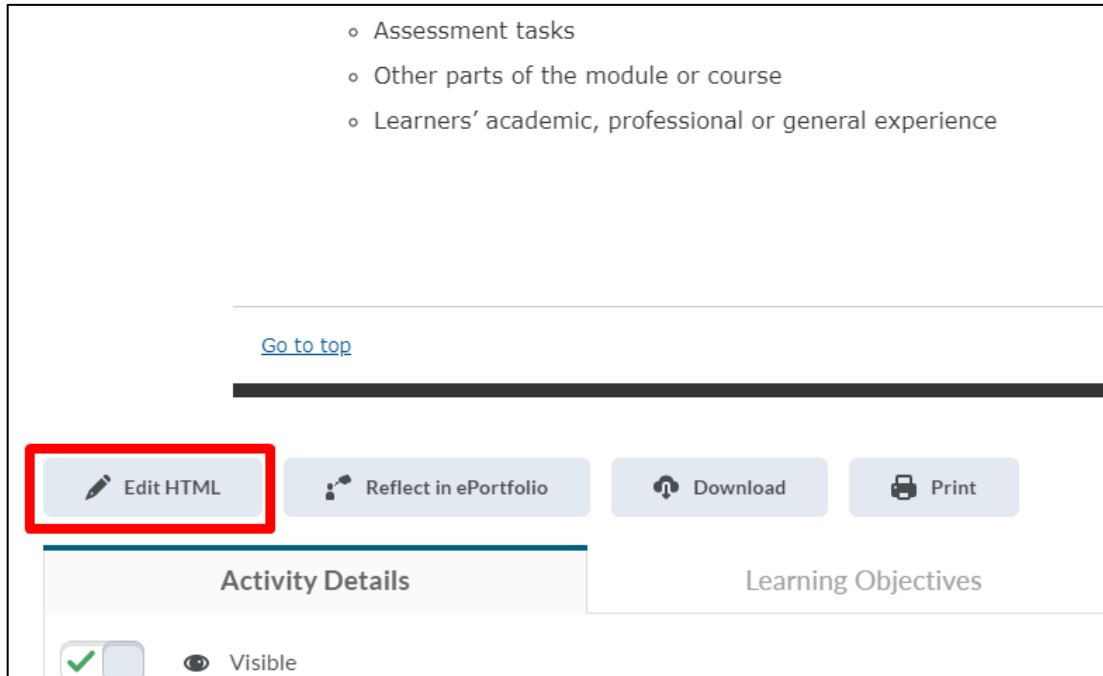 Assessment tasks
Other parts of the module or course
Learners’ academic, professional or general experience
Go to top
Edit HTML Reflect in ePortfolio Download Print
Activity Details Learning Objectives
Visible